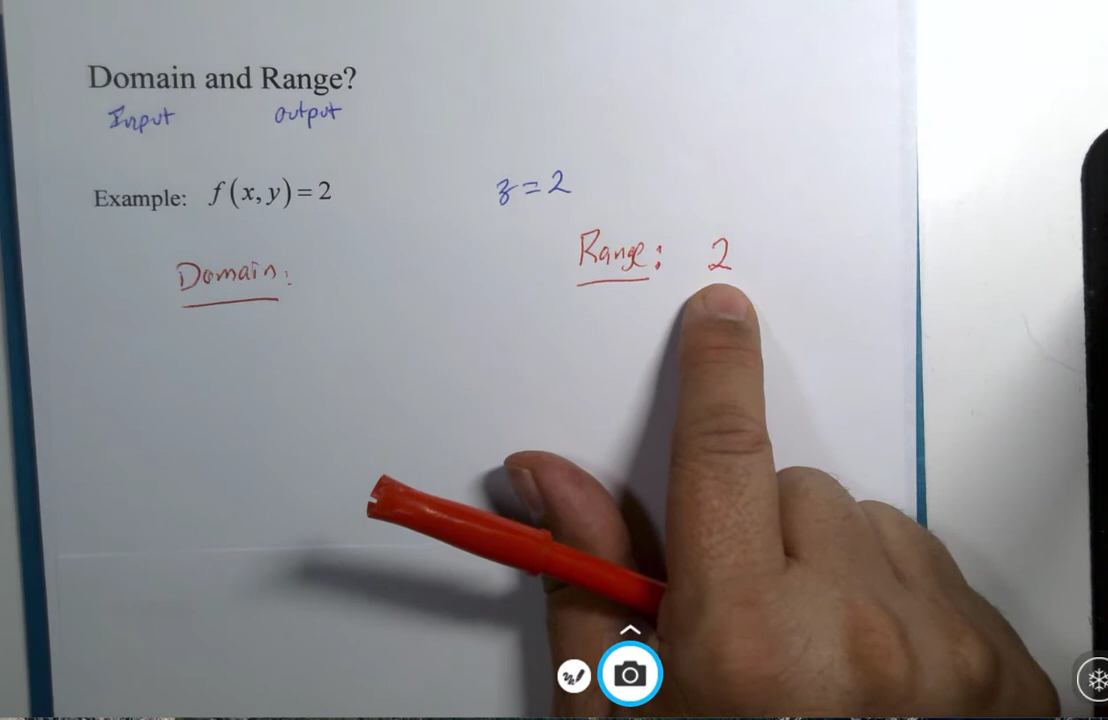 Domain and Range?
Input Output
Example: f(x, y) = 2
z = 2
Range: 2
Domain: